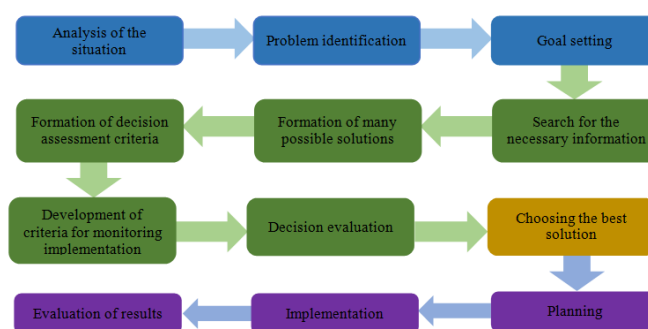 Analysis of the
situation
Problem identification
Goal setting
Search for the
necessary information
Formation of many
possible solutions
Formation of decision
assessment criteria
Development of
criteria for monitoring
implementation
Decision evaluation
Choosing the best
solution
Planning
Implementation
Evaluation of results